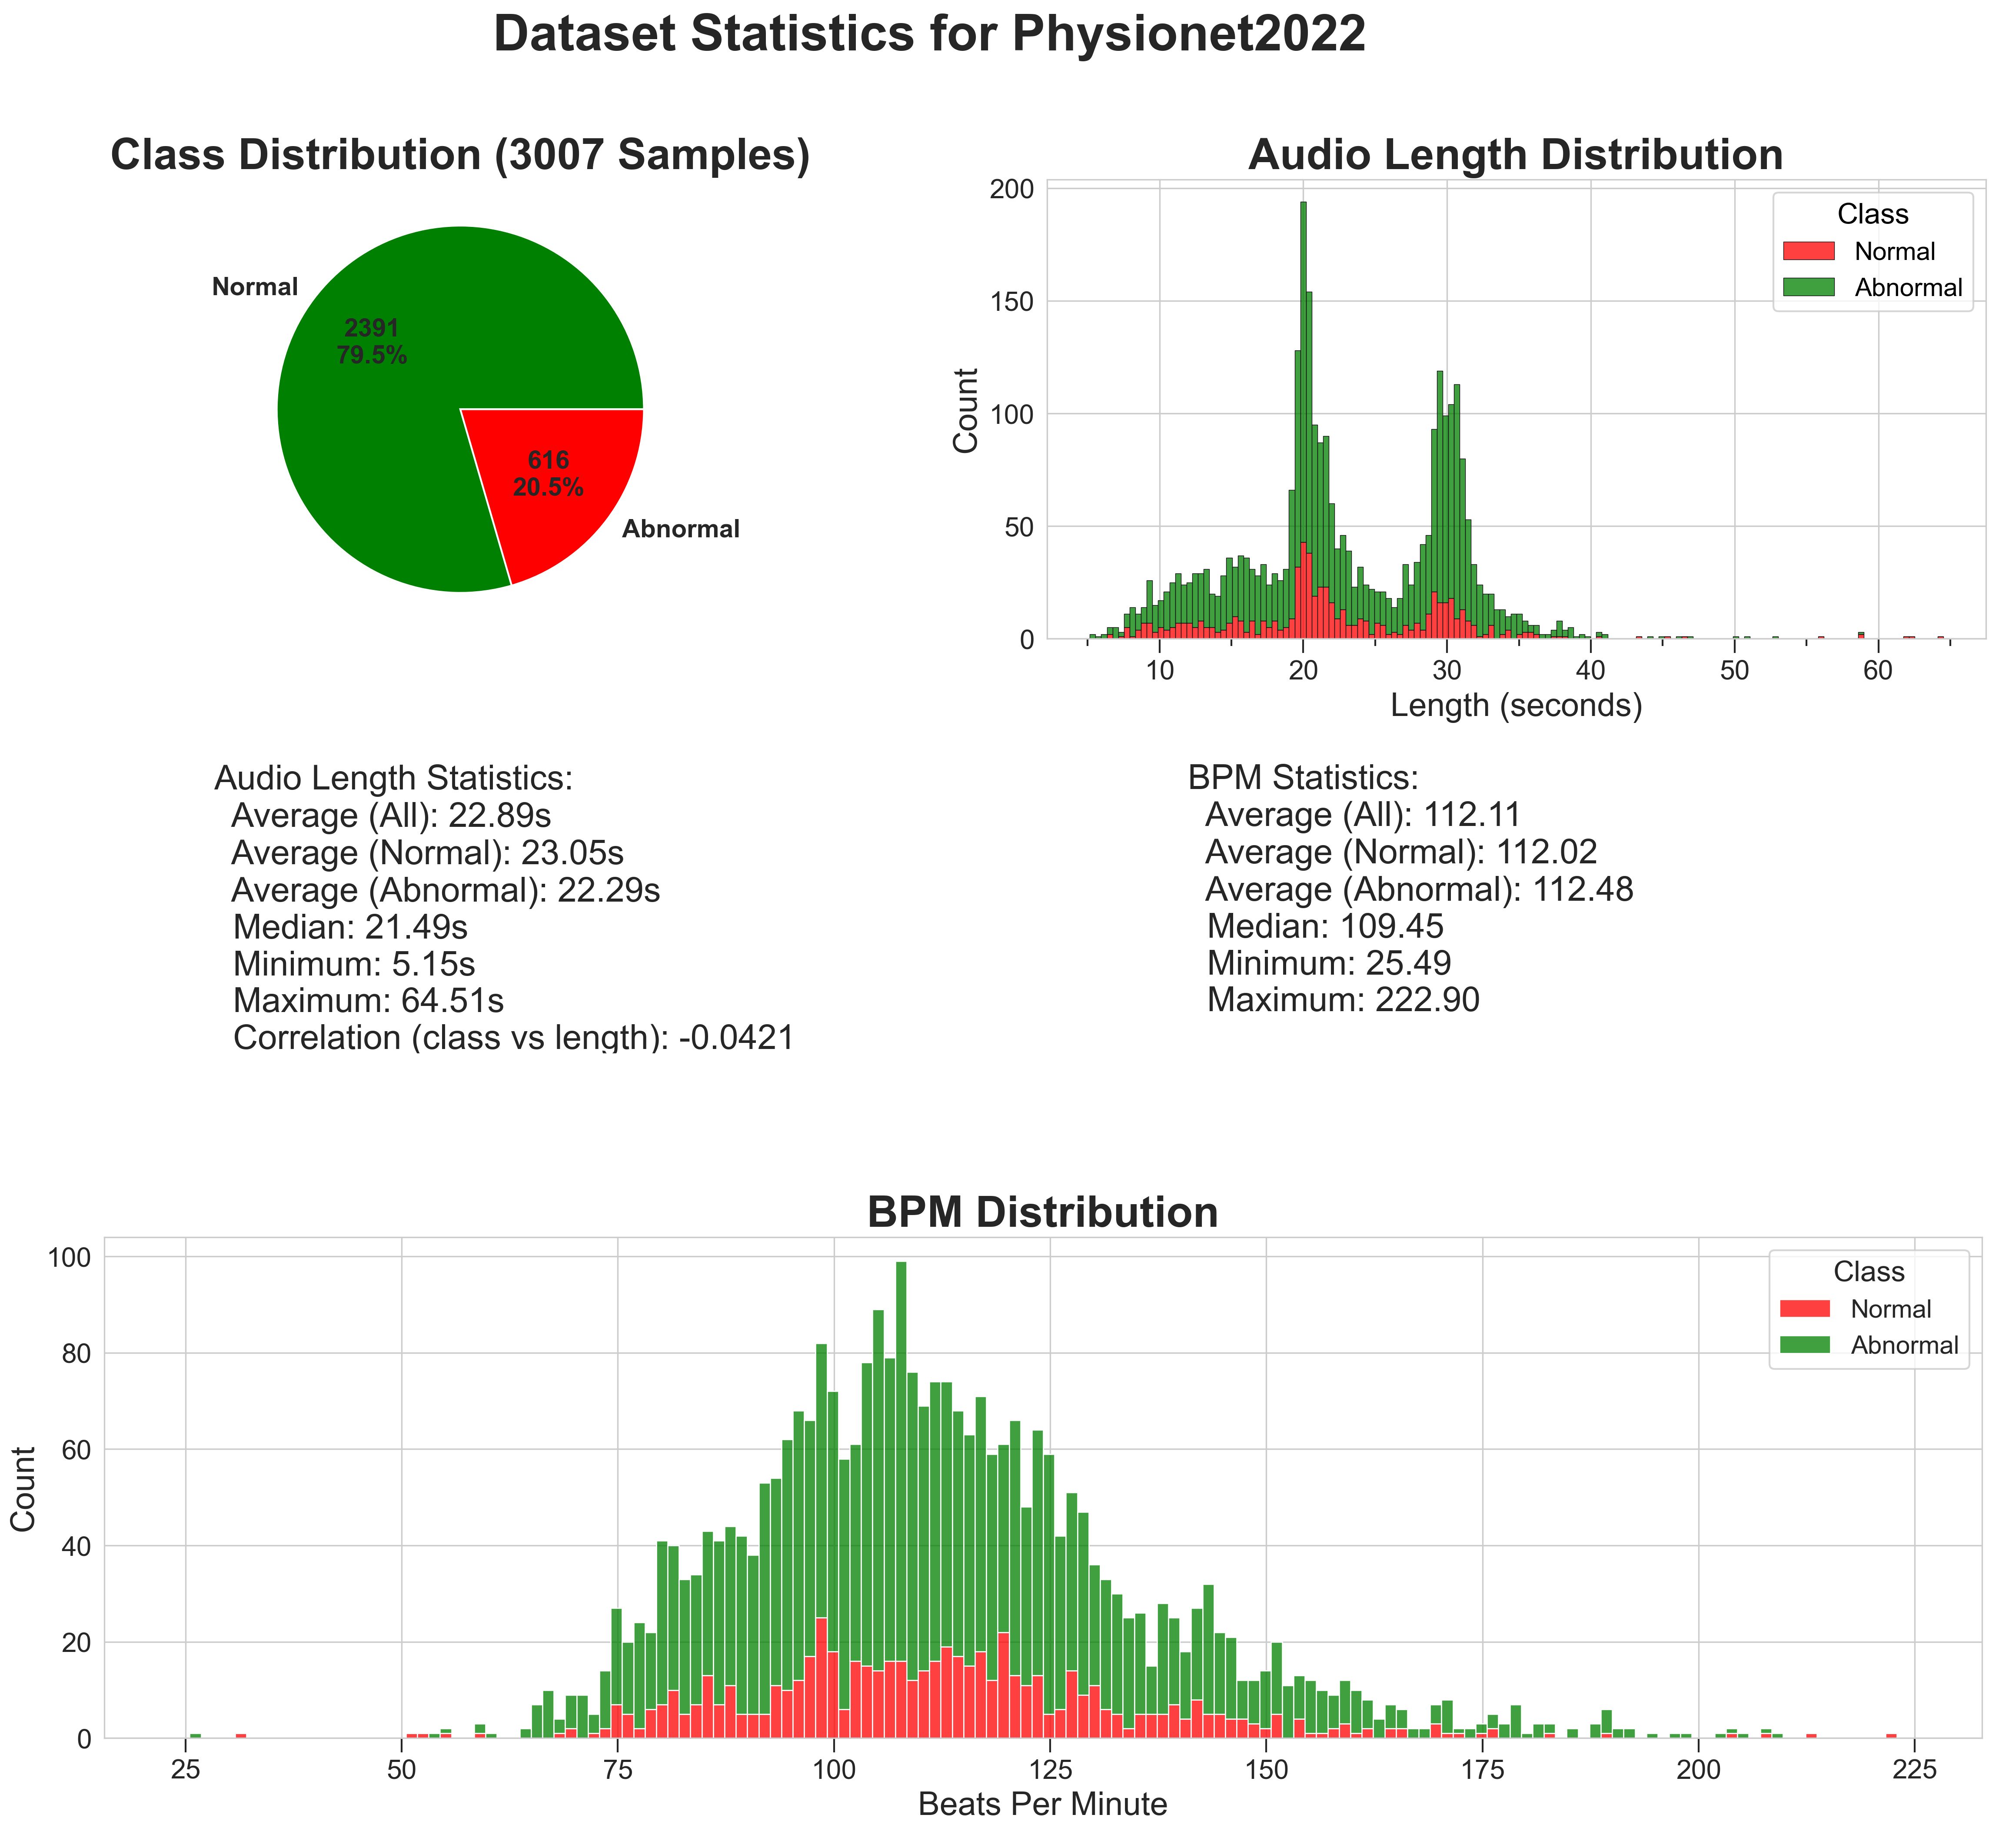 Dataset Statistics for Physionet2022
Class Distribution (3007 Samples)
Normal
2391
79.5%
616
20.5%
Abnormal
Audio Length Distribution
200
150
100
50
0
Count
Class
Normal
Abnormal
10 20 30 40 50 60
Length (seconds)
Audio Length Statistics:
Average (All): 22.89s
Average (Normal): 23.05s
Average (Abnormal): 22.29s
Median: 21.49s
Minimum: 5.15s
Maximum: 64.51s
Correlation (class vs length): -0.0421
BPM Statistics:
Average (All): 112.11
Average (Normal): 112.02
Average (Abnormal): 112.48
Median: 109.45
Minimum: 25.49
Maximum: 222.90
BPM Distribution
100
80
60
40
20
0
Count
Class
Normal
Abnormal
25 50 75 100 125 150 175 200 225
Beats Per Minute